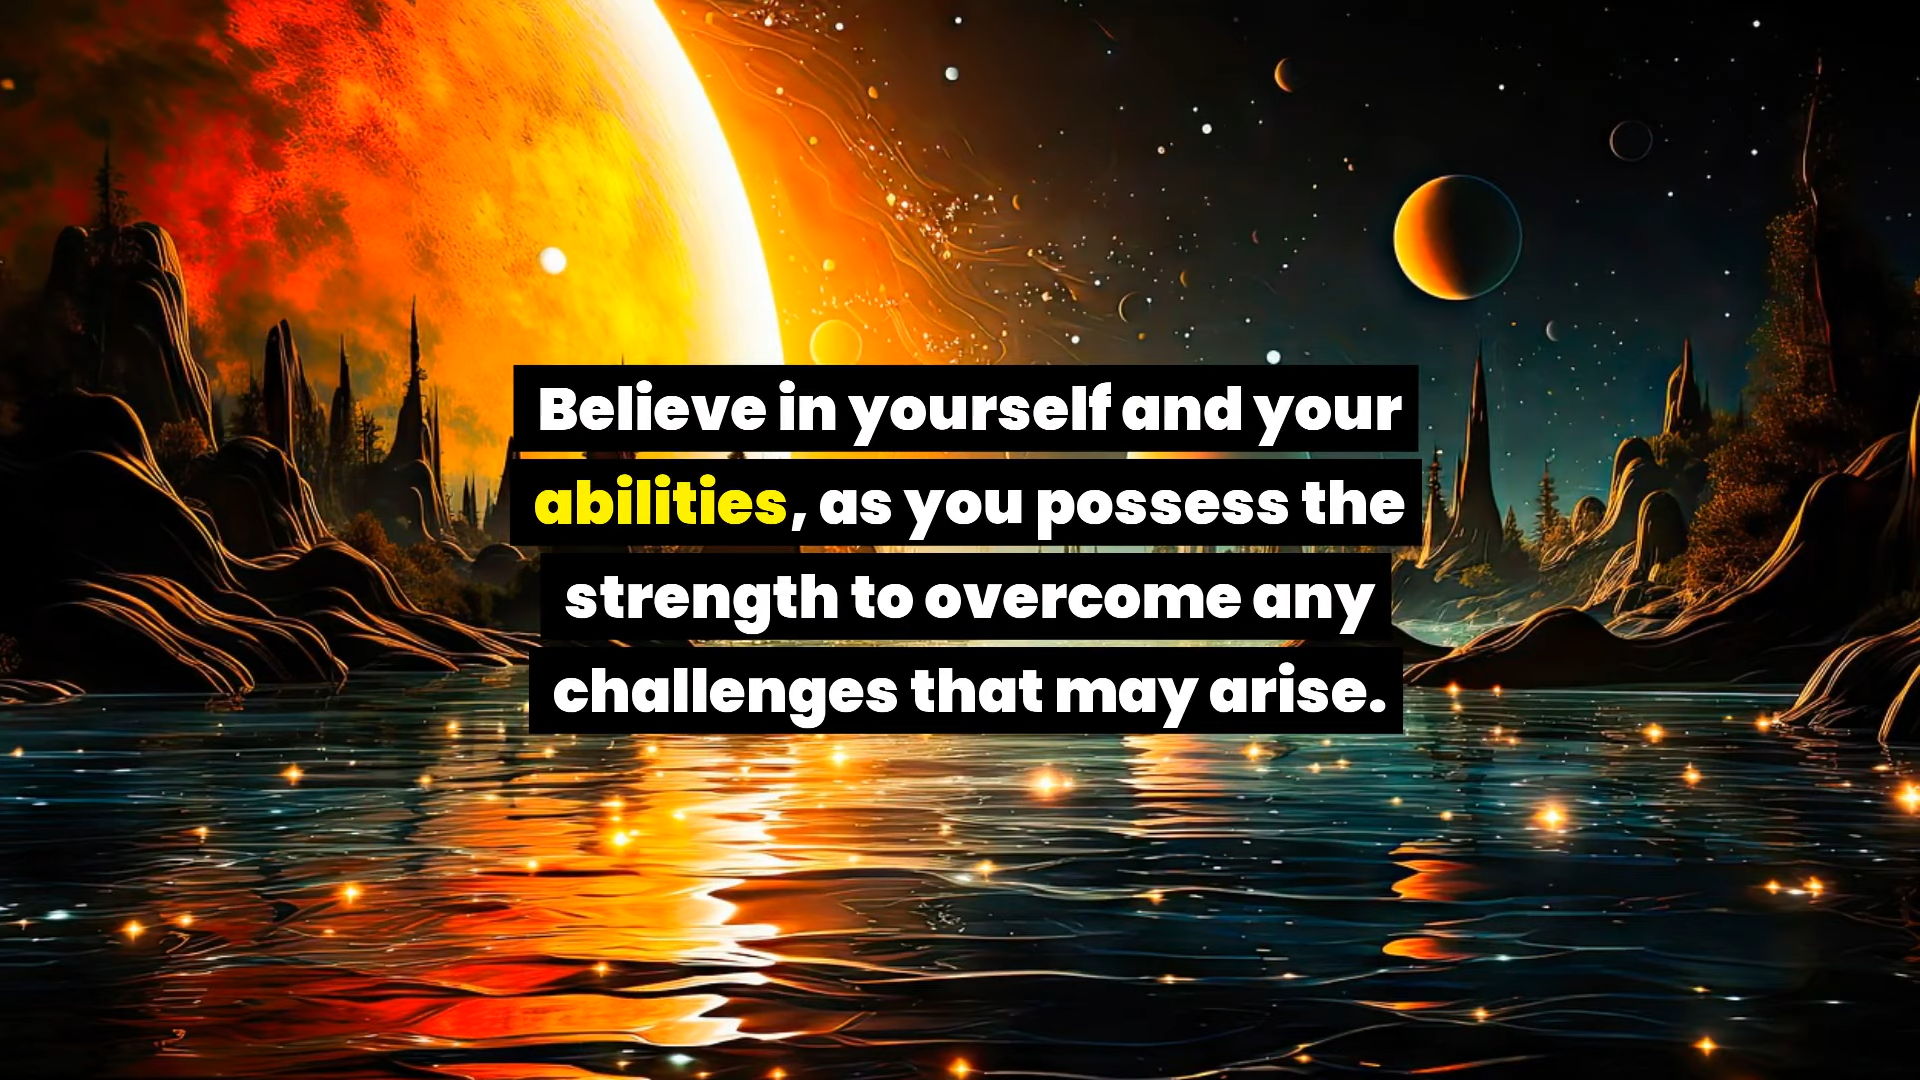 Believe in yourself and your
abilities, as you possess the
strength to overcome any
challenges that may arise.